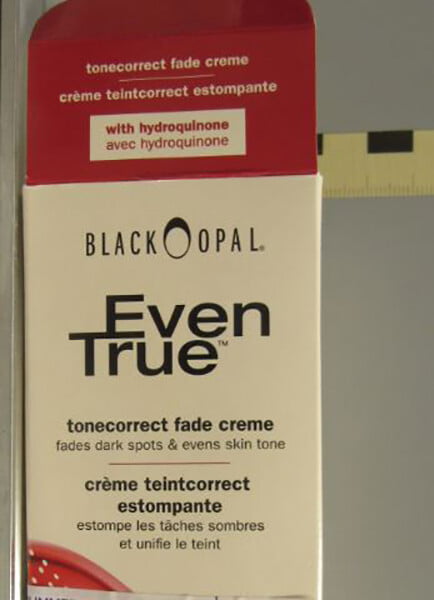 tonecorrect fade creme
crème teintcorrect estompante
with hydroquinone
avec hydroquinone
BLACK OPAL®
Even
True™
tonecorrect fade creme
fades dark spots & evens skin tone
crème teintcorrect
estompante
estompe les tâches sombres
et unifie le teint